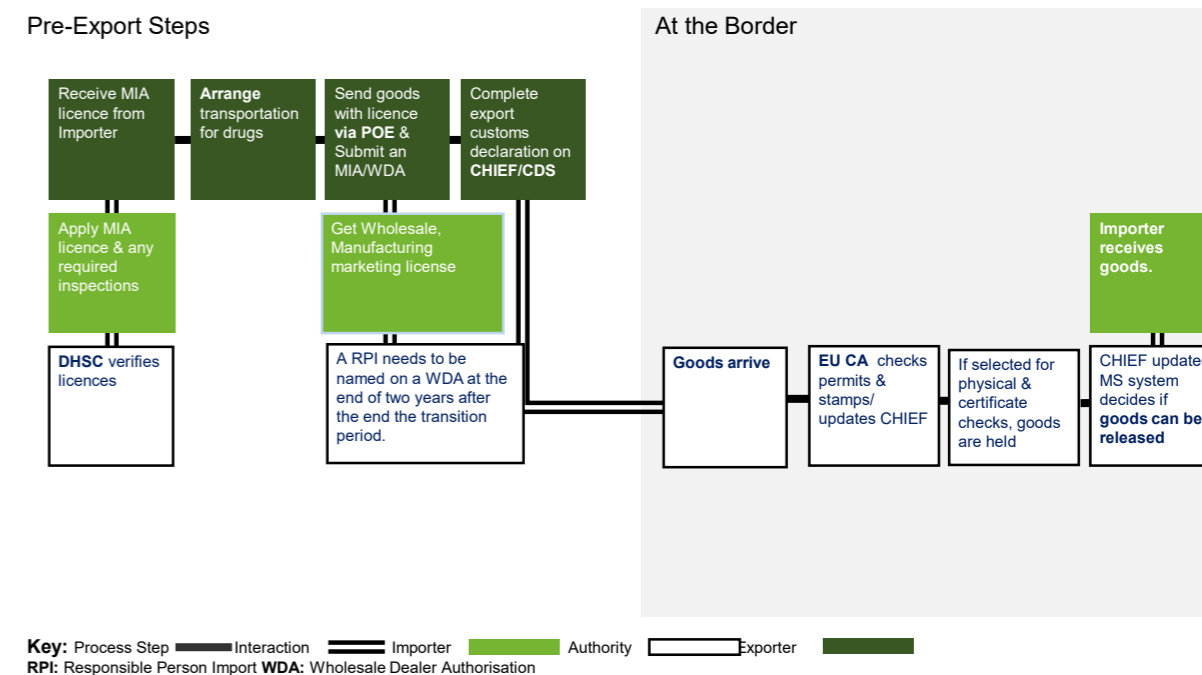 Pre-Export Steps
At the Border
Receive MIA
licence from
Importer
Arrange
transportation
for drugs
Send goods
with licence
via POE &
Submit an
MIA/WDA
Complete
export
customs
declaration on
CHIEF/CDS
Apply MIA
licence & any
required
inspections
Get Wholesale,
Manufacturing
marketing license
Importer
receives
goods.
DHSC verifies
licences
A RPI needs to be
named on a WDA at the
end of two years after
the end the transition
period.
Goods arrive
EU CA checks
permits &
stamps/
updates CHIEF
If selected for
physical &
certificate
checks, goods
are held
CHIEF updated
MS system
decides if
goods can be
released
Key: Process Step Interaction Importer Authority Exporter
RPI: Responsible Person Import WDA: Wholesale Dealer Authorisation